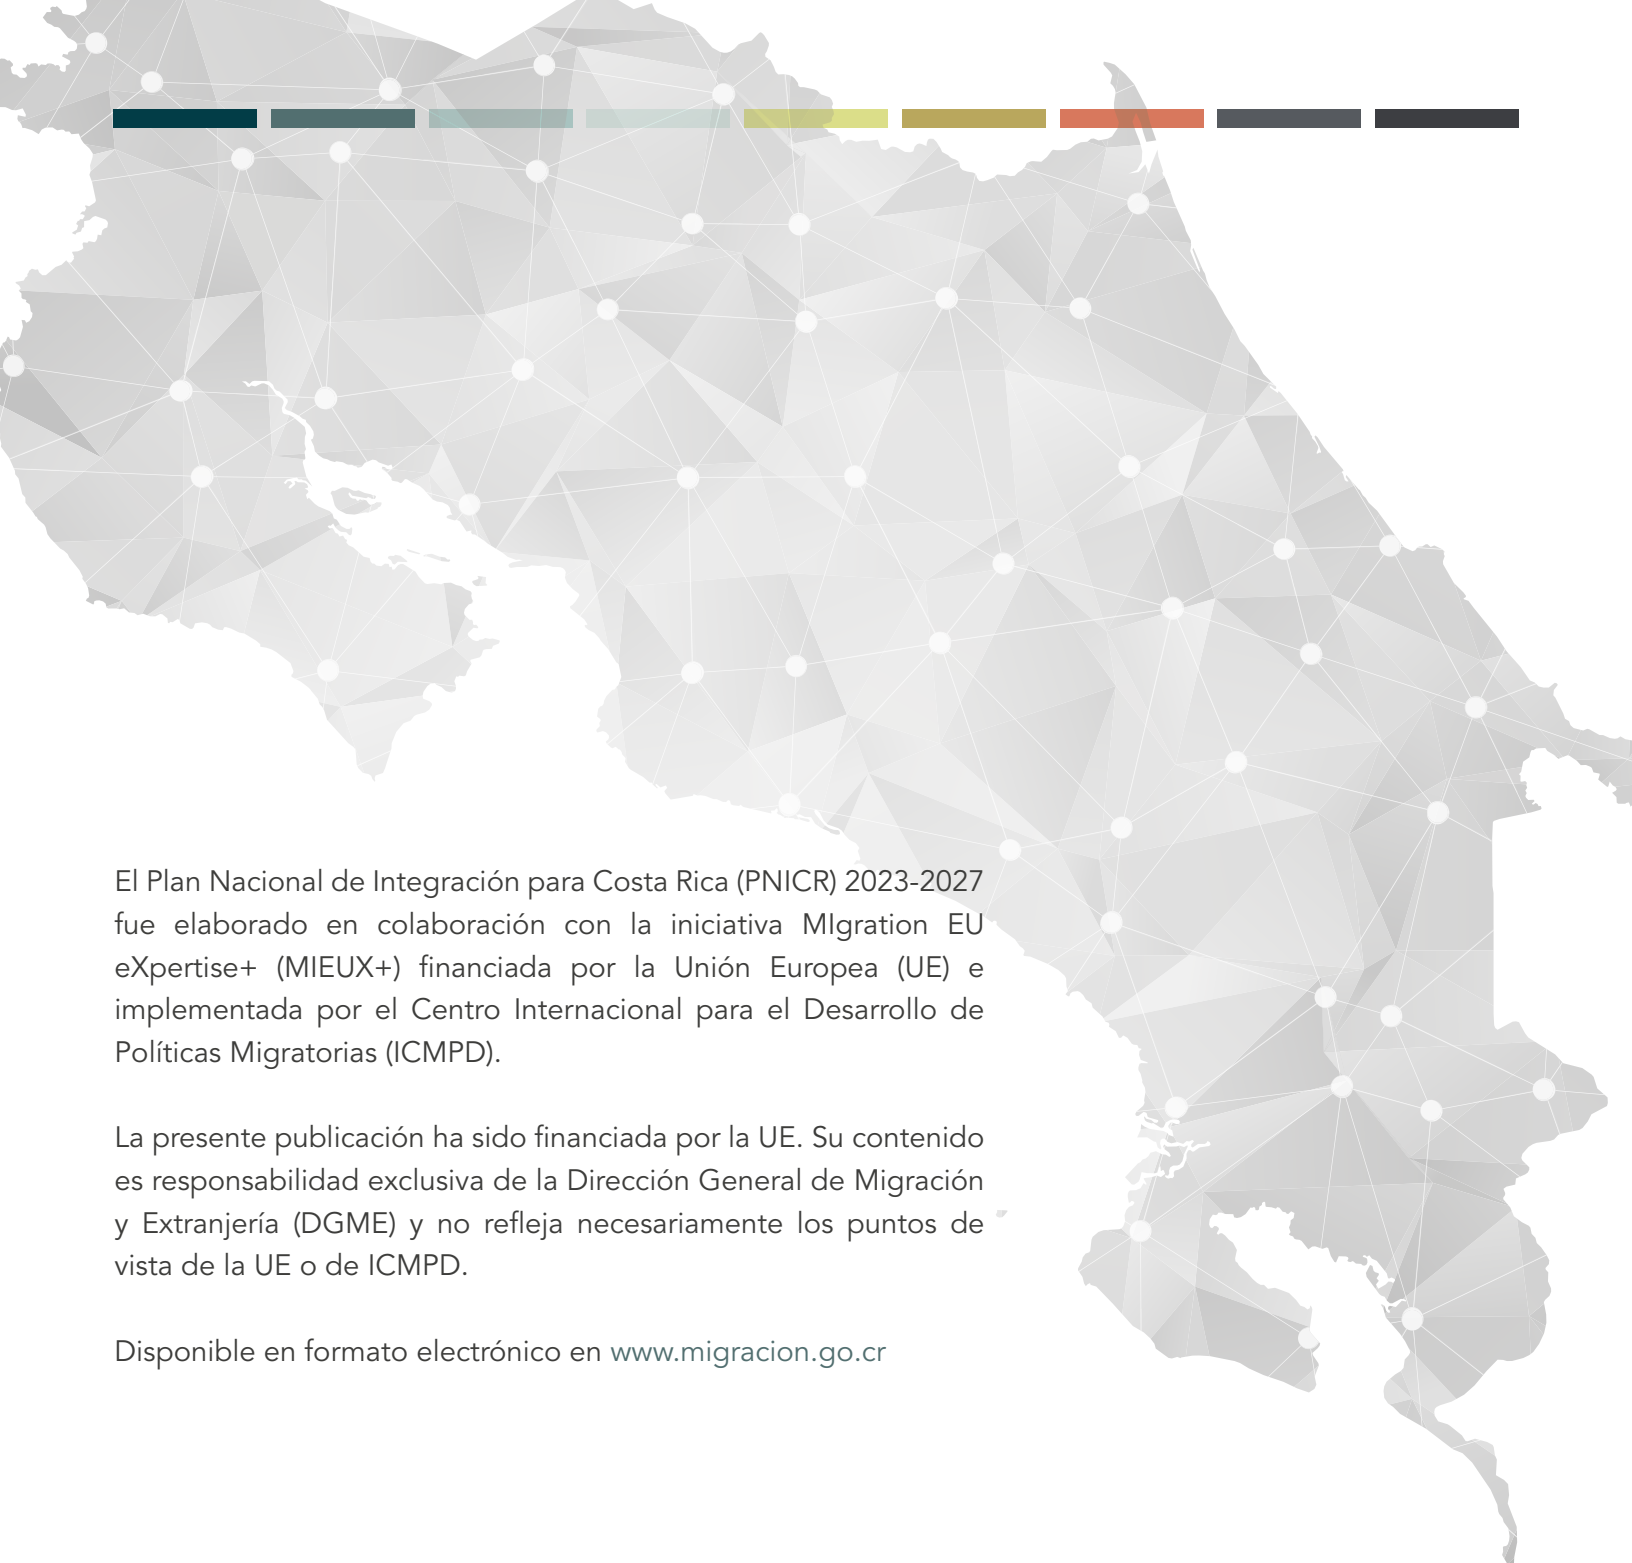 El Plan Nacional de Integración para Costa Rica (PNICR) 2023-2027
fue elaborado en colaboración con la iniciativa MIgration EU
eXpertise+ (MIEUX+) financiada por la Unión Europea (UE) e
implementada por el Centro Internacional para el Desarrollo de
Políticas Migratorias (ICMPD).
La presente publicación ha sido financiada por la UE. Su contenido
es responsabilidad exclusiva de la Dirección General de Migración
y Extranjería (DGME) y no refleja necesariamente los puntos de
vista de la UE o de ICMPD.
Disponible en formato electrónico en www.migracion.go.cr